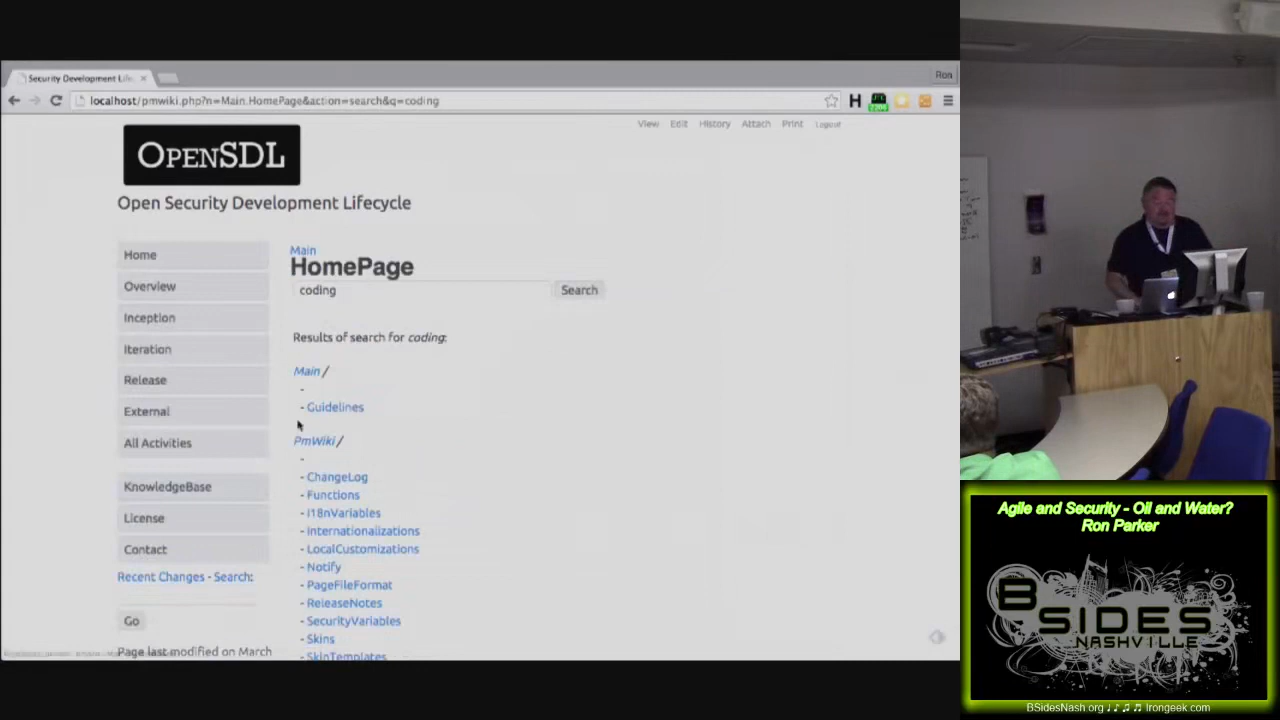 Security Development Life
Ron
localhost/pmwiki.php?n=Main.HomePage&action=search&q=coding
View Edit History Attach Print Logout
OPENSDL
Open Security Development Lifecycle
Home
Overview
Inception
Iteration
Release
External
All Activities
KnowledgeBase
License
Contact
Recent Changes - Search:
Go
Page last modified on March
Main
HomePage
coding
Search
Results of search for coding:
Main /
-
- Guidelines
PmWiki /
-
- ChangeLog
- Functions
- I18nVariables
- Internationalizations
- LocalCustomizations
- Notify
- PageFileFormat
- ReleaseNotes
- SecurityVariables
- Skins
- SkinTemplates
Agile and Security - Oil and Water?
Ron Parker
BSIDES
NASHVILLE
BSidesNash.org ♩♪♫♬ Irongeek.com